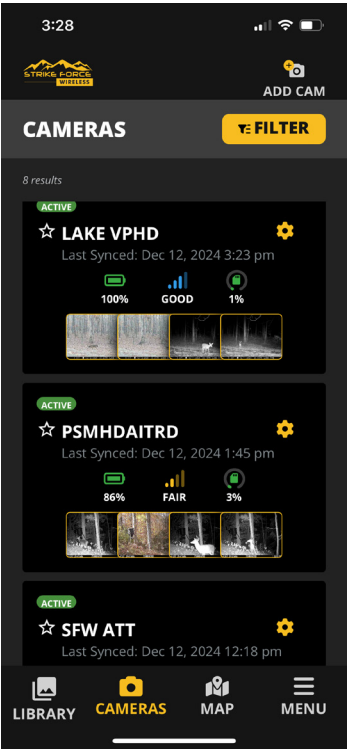 3:28
STRIKE FORCE
WIRELESS
ADD CAM
CAMERAS
FILTER
8 results
ACTIVE
LAKE VPHD
Last Synced: Dec 12, 2024 3:23 pm
100% GOOD 1%
ACTIVE
PSMHDAITRD
Last Synced: Dec 12, 2024 1:45 pm
86% FAIR 3%
ACTIVE
SFW ATT
Last Synced: Dec 12, 2024 12:18 pm
LIBRARY CAMERAS MAP MENU